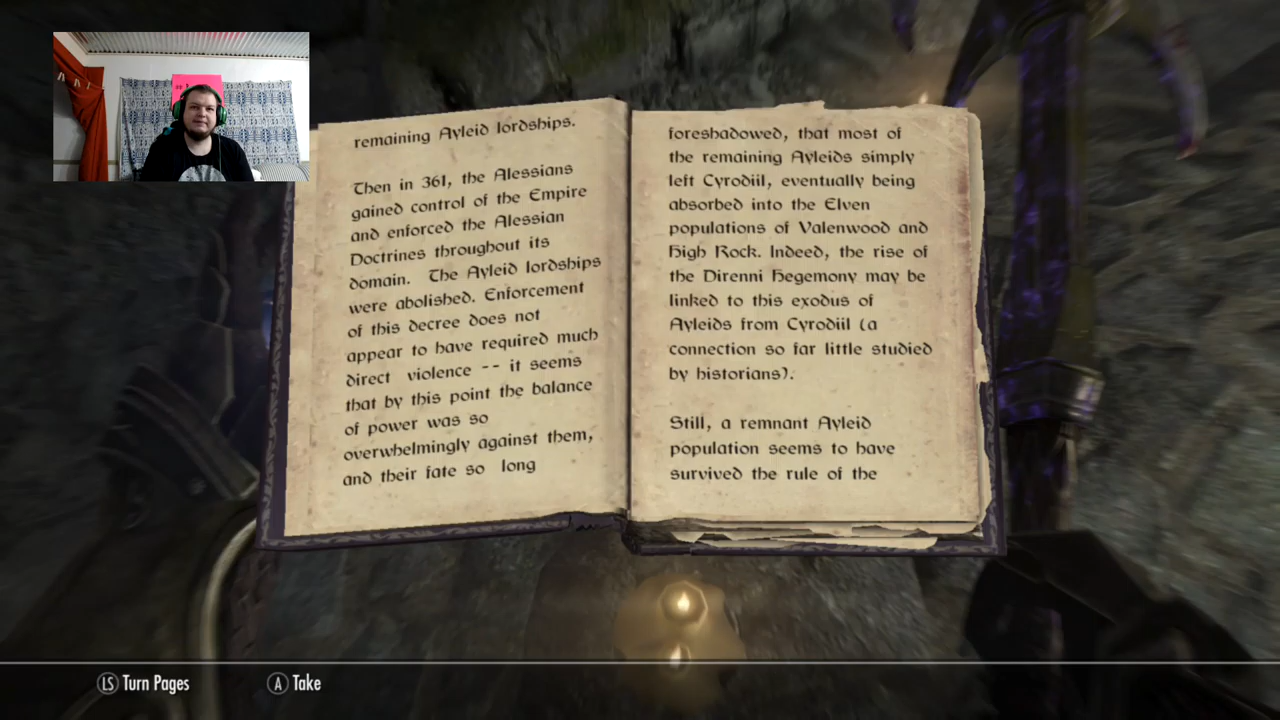 remaining Ayleid lordships.
Then in 361, the Alessians
gained control of the Empire
and enforced the Alessian
Doctrines throughout its
domain. The Ayleid lordships
were abolished. Enforcement
of this decree does not
appear to have required much
direct violence -- it seems
that by this point the balance
of power was so
overwhelmingly against them,
and their fate so long
foreshadowed, that most of
the remaining Ayleids simply
left Cyrodiil, eventually being
absorbed into the Elven
populations of Valenwood and
High Rock. Indeed, the rise of
the Direnni Hegemony may be
linked to this exodus of
Ayleids from Cyrodiil (a
connection so far little studied
by historians).
Still, a remnant Ayleid
population seems to have
survived the rule of the
LS Turn Pages
A Take